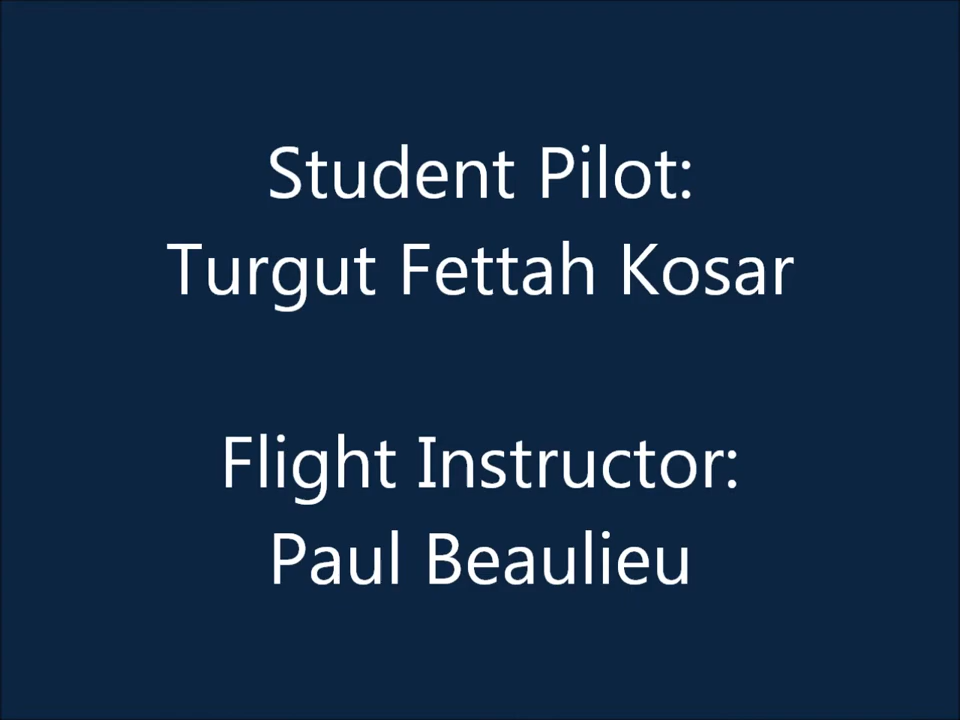 Student Pilot:
Turgut Fettah Kosar
Flight Instructor:
Paul Beaulieu